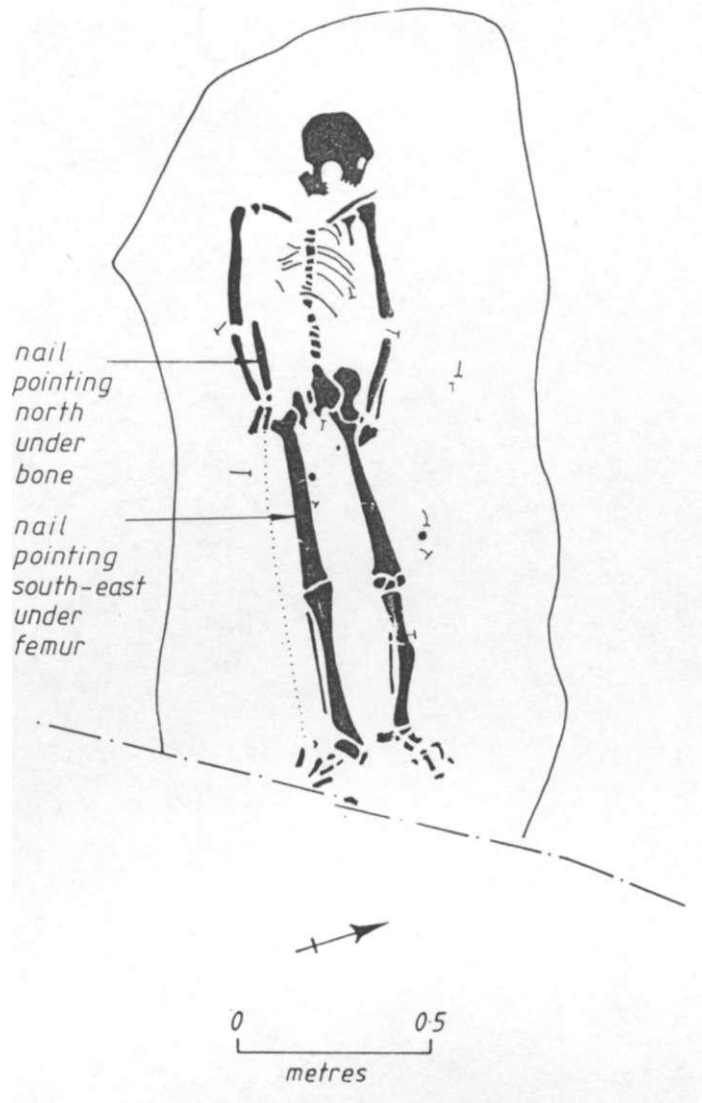 nail
pointing
north
under
bone
nail
pointing
south-east
under
femur
0 0·5
metres